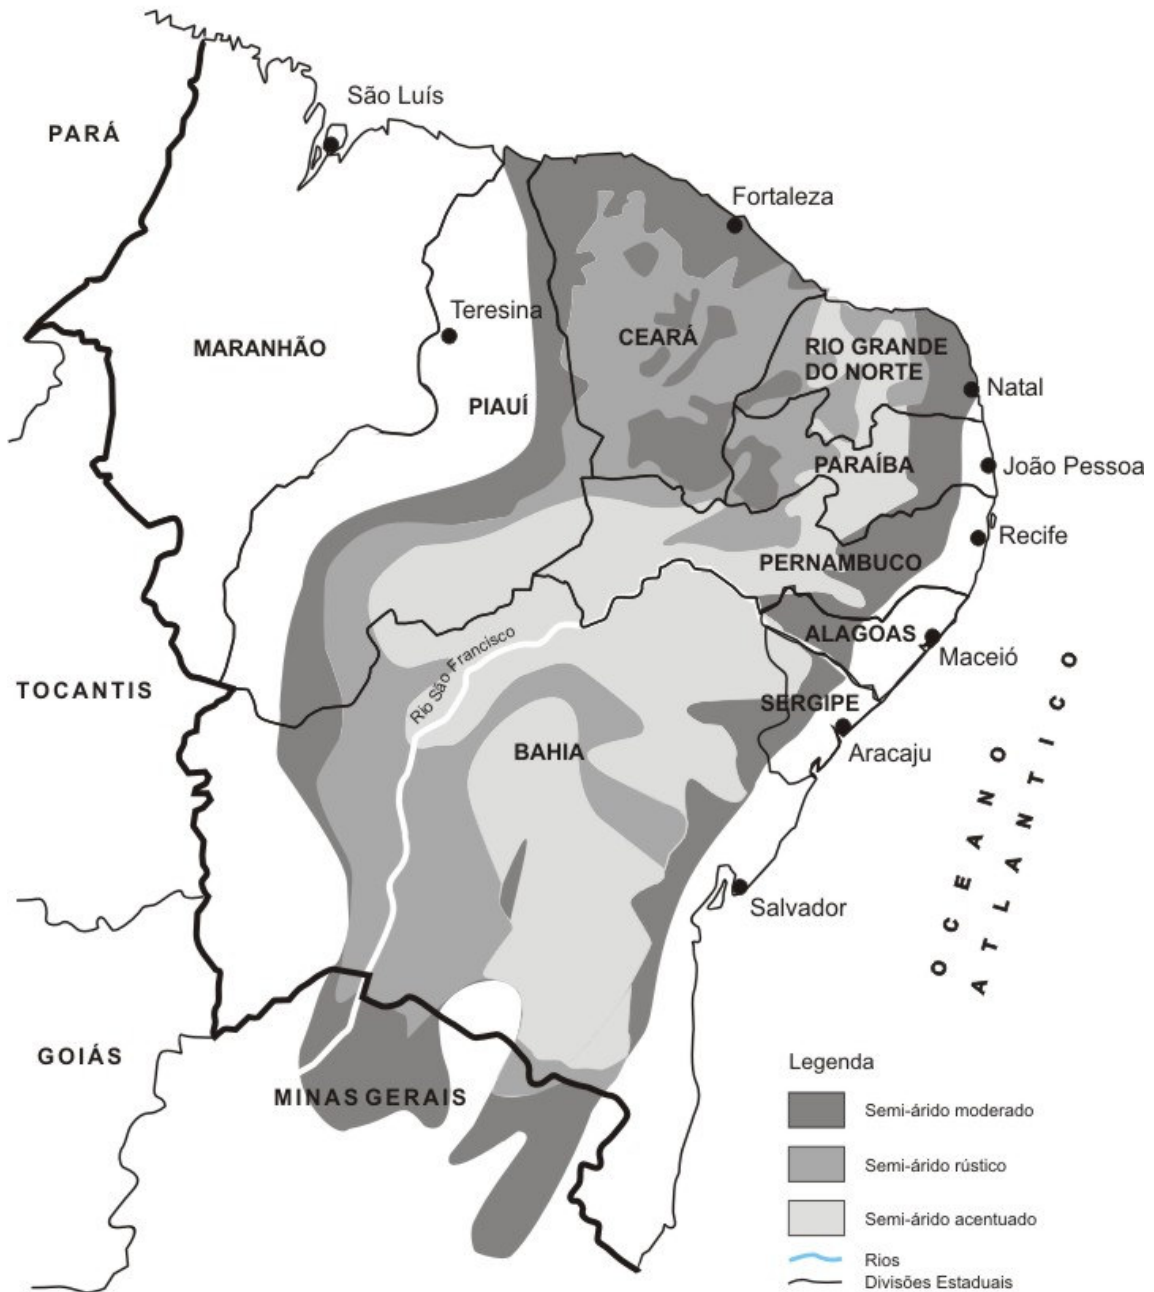 São Luís
PARÁ
Fortaleza
Teresina
MARANHÃO
CEARÁ
RIO GRANDE
DO NORTE
Natal
PIAUÍ
PARAÍBA
João Pessoa
Recife
PERNAMBUCO
ALAGOAS
Maceió
TOCANTIS
Rio São Francisco
SERGIPE
Aracaju
BAHIA
OCEANO
ATLANTICO
Salvador
GOIÁS
MINAS GERAIS
Legenda
Semi-árido moderado
Semi-árido rústico
Semi-árido acentuado
Rios
Divisões Estaduais